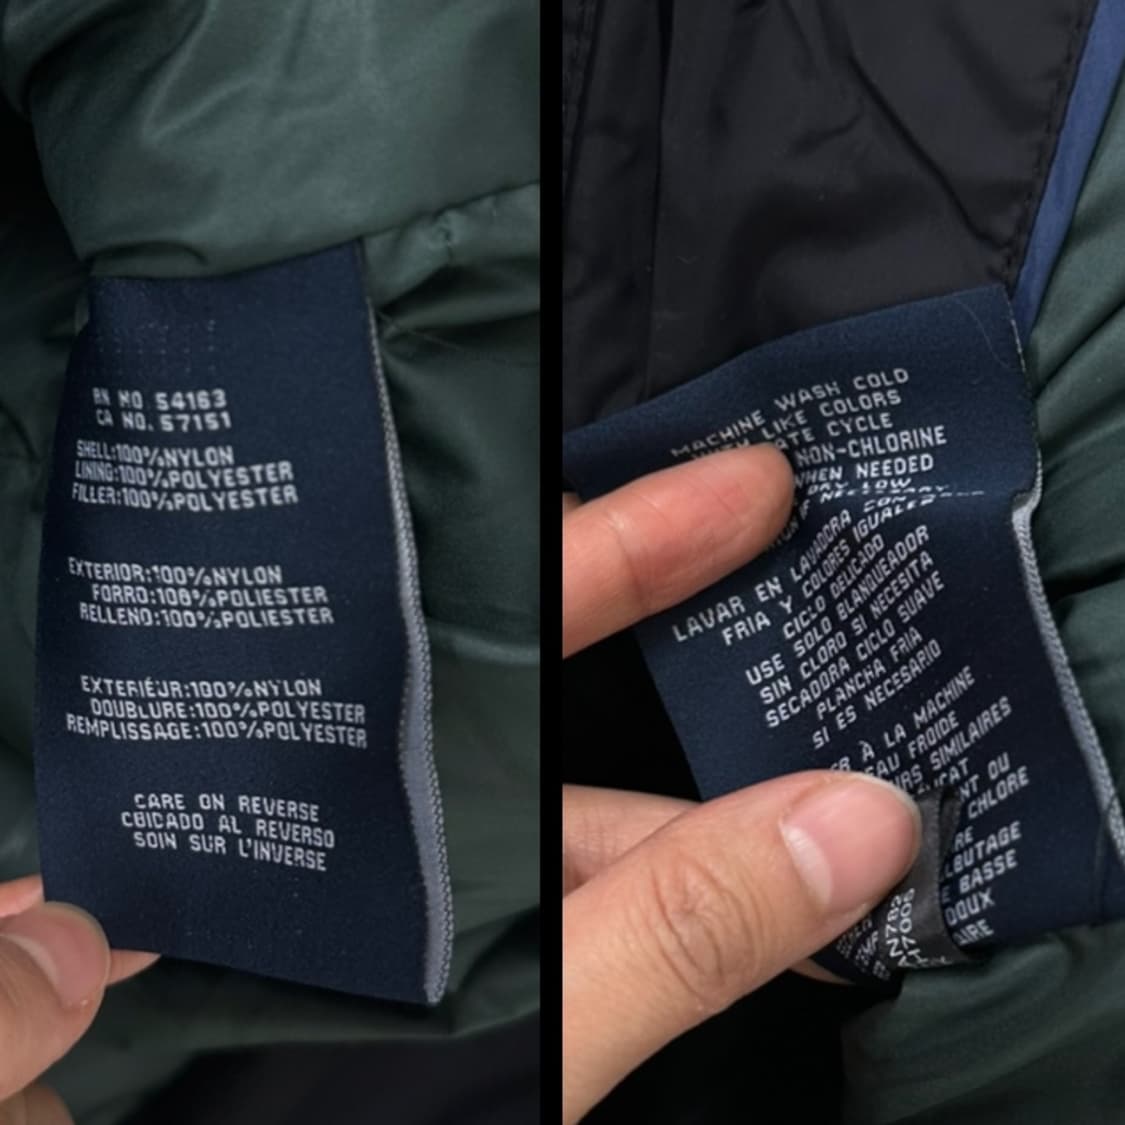 RN NO 54163
CA NO. 57151
SHELL:100%NYLON
LINING:100%POLYESTER
FILLER:100%POLYESTER
EXTERIOR:100%NYLON
FORRO:100%POLIESTER
RELLENO:100%POLIESTER
EXTERIÉUR:100%NYLON
DOUBLURE:100%POLYESTER
REMPLISSAGE:100%POLYESTER
CARE ON REVERSE
CUICADO AL REVERSO
SOIN SUR L'INVERSE
MACHINE WASH COLD
LIKE COLORS
CYCLE
NON-CHLORINE
WHEN NEEDED
DRY LOW
LAVAR EN LAVADORA CON
FRIA Y COLORES IGUALES
CICLO DELICADO
USE SOLO BLANQUEADOR
SIN CLORO SI NECESITA
SECADORA CICLO SUAVE
PLANCHA FRIA
SI ES NECESARIO
À LA MACHINE
EAU FROIDE
SIMILAIRES
OU
CHLORE
BASSE
DOUX